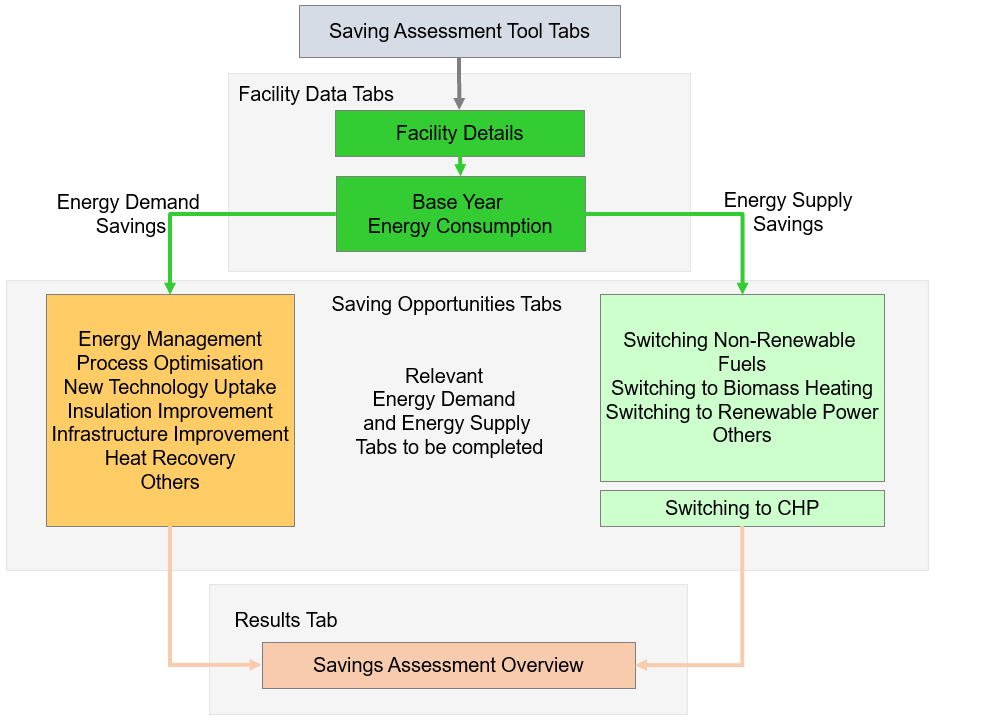 Saving Assessment Tool Tabs
Facility Data Tabs
Facility Details
Base Year
Energy Consumption
Energy Demand
Savings
Energy Supply
Savings
Saving Opportunities Tabs
Energy Management
Process Optimisation
New Technology Uptake
Insulation Improvement
Infrastructure Improvement
Heat Recovery
Others
Relevant
Energy Demand
and Energy Supply
Tabs to be completed
Switching Non-Renewable
Fuels
Switching to Biomass Heating
Switching to Renewable Power
Others
Switching to CHP
Results Tab
Savings Assessment Overview